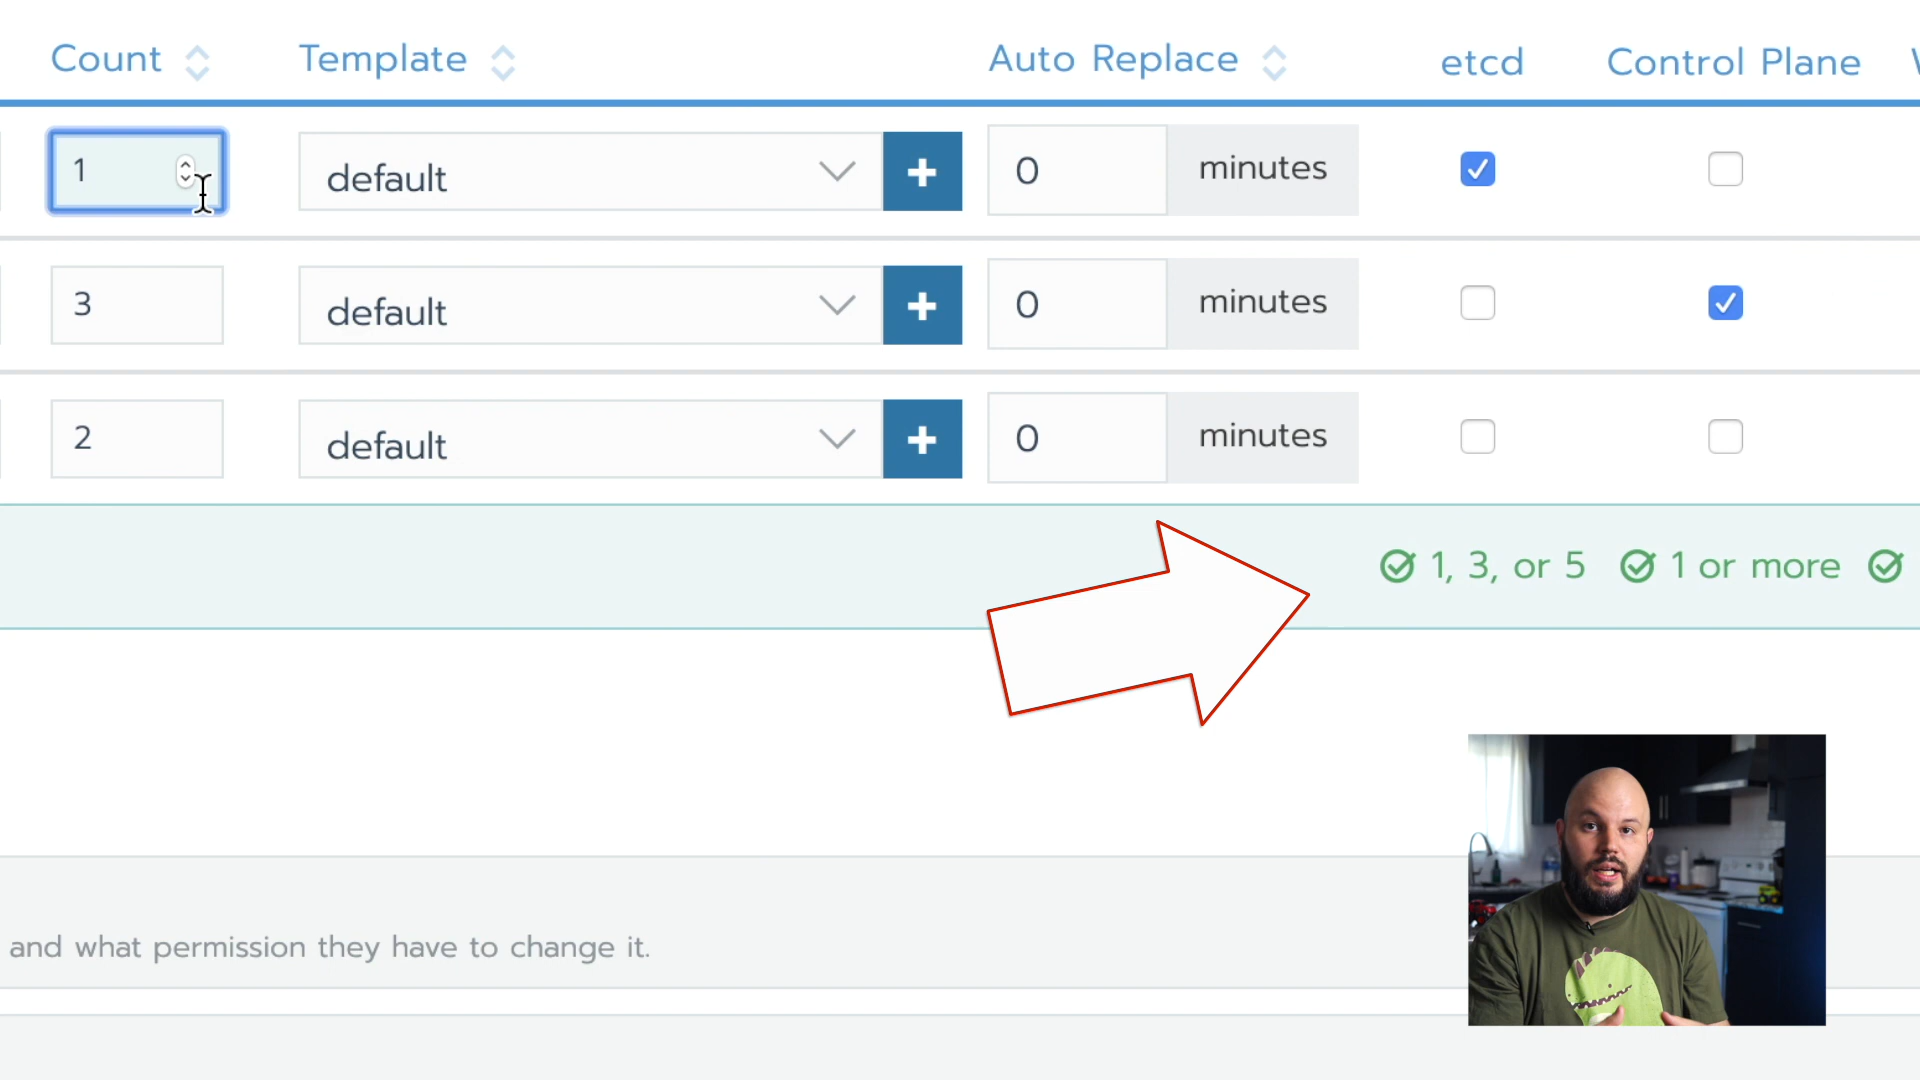 Count Template Auto Replace etcd Control Plane
1 default + 0 minutes
3 default + 0 minutes
2 default + 0 minutes
1, 3, or 5 1 or more
and what permission they have to change it.